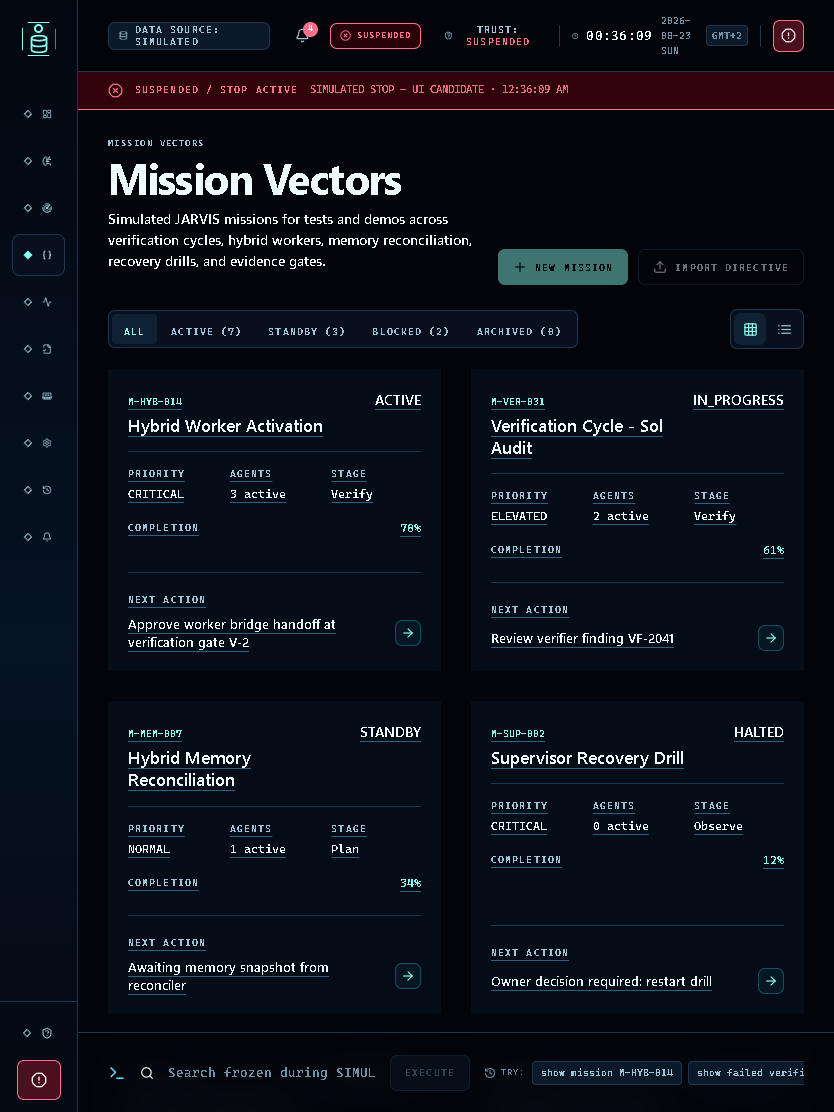 DATA SOURCE:
SIMULATED
4
SUSPENDED
TRUST:
SUSPENDED
00:36:09
2026-
08-23
SUN
GMT+2
SUSPENDED / STOP ACTIVE SIMULATED STOP — UI CANDIDATE · 12:36:09 AM
MISSION VECTORS
Mission Vectors
Simulated JARVIS missions for tests and demos across
verification cycles, hybrid workers, memory reconciliation,
recovery drills, and evidence gates.
NEW MISSION
IMPORT DIRECTIVE
ALL ACTIVE (7) STANDBY (3) BLOCKED (2) ARCHIVED (0)
M-HYB-014 ACTIVE
Hybrid Worker Activation
PRIORITY AGENTS STAGE
CRITICAL 3 active Verify
COMPLETION 78%
NEXT ACTION
Approve worker bridge handoff at
verification gate V-2
M-VER-031 IN_PROGRESS
Verification Cycle - Sol
Audit
PRIORITY AGENTS STAGE
ELEVATED 2 active Verify
COMPLETION 61%
NEXT ACTION
Review verifier finding VF-2041
M-MEM-007 STANDBY
Hybrid Memory
Reconciliation
PRIORITY AGENTS STAGE
NORMAL 1 active Plan
COMPLETION 34%
NEXT ACTION
Awaiting memory snapshot from
reconciler
M-SUP-002 HALTED
Supervisor Recovery Drill
PRIORITY AGENTS STAGE
CRITICAL 0 active Observe
COMPLETION 12%
NEXT ACTION
Owner decision required: restart drill
Search frozen during SIMUL
EXECUTE
TRY:
show mission M-HYB-014
show failed verifi